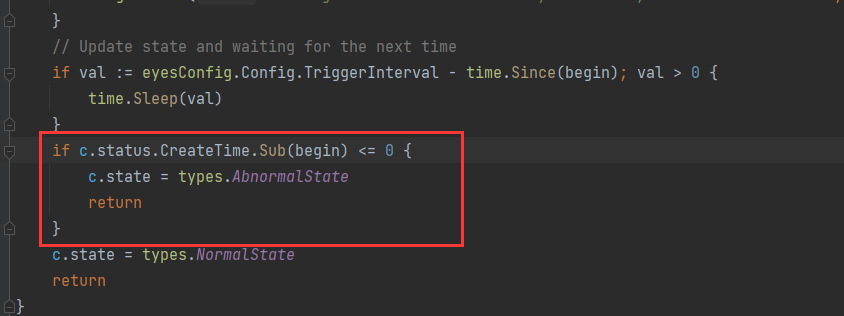 }
// Update state and waiting for the next time
if val := eyesConfig.Config.TriggerInterval - time.Since(begin); val > 0 {
time.Sleep(val)
}
if c.status.CreateTime.Sub(begin) <= 0 {
c.state = types.AbnormalState
return
}
c.state = types.NormalState
return
}